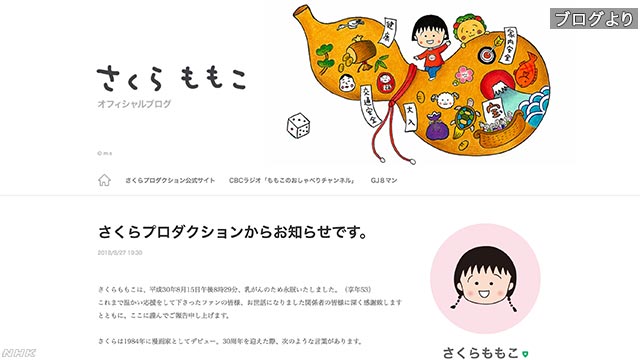 ブログより
さくら ももこ
オフィシャルブログ
健康
家内安全
交通安全
大入
宝
© m s
さくらプロダクション公式サイト CBCラジオ「ももこのおしゃべりチャンネル」 GJ8マン
さくらプロダクションからお知らせです。
2018/8/27 19:30
さくらももこは、平成30年8月15日午後8時29分、乳がんのため永眠いたしました。（享年53）
これまで温かい応援をして下さったファンの皆様、お世話になりました関係者の皆様に深く感謝致します
とともに、ここに謹んでご報告申し上げます。
さくらは1984年に漫画家としてデビュー。30周年を迎えた際、次のような言葉があります。
さくらももこ
NHK